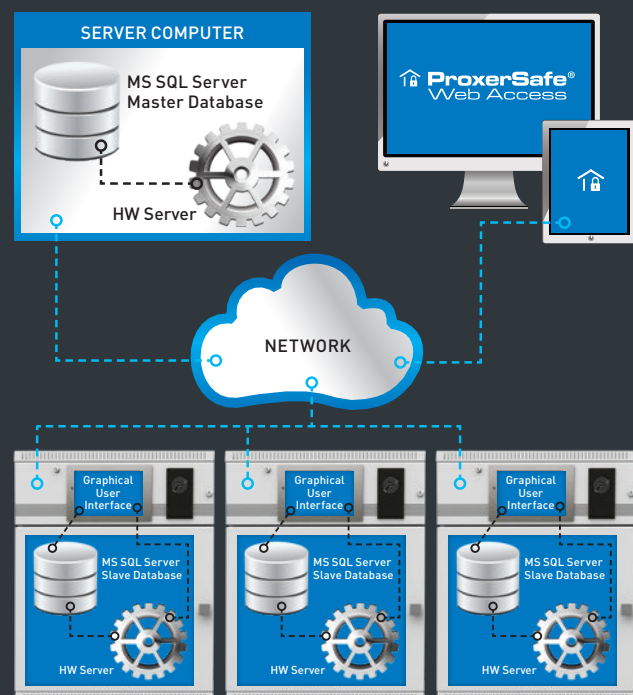 SERVER COMPUTER
MS SQL Server
Master Database
HW Server
ProxerSafe®
Web Access
NETWORK
Graphical
User
Interface
MS SQL Server
Slave Database
HW Server
Graphical
User
Interface
MS SQL Server
Slave Database
HW Server
Graphical
User
Interface
MS SQL Server
Slave Database
HW Server